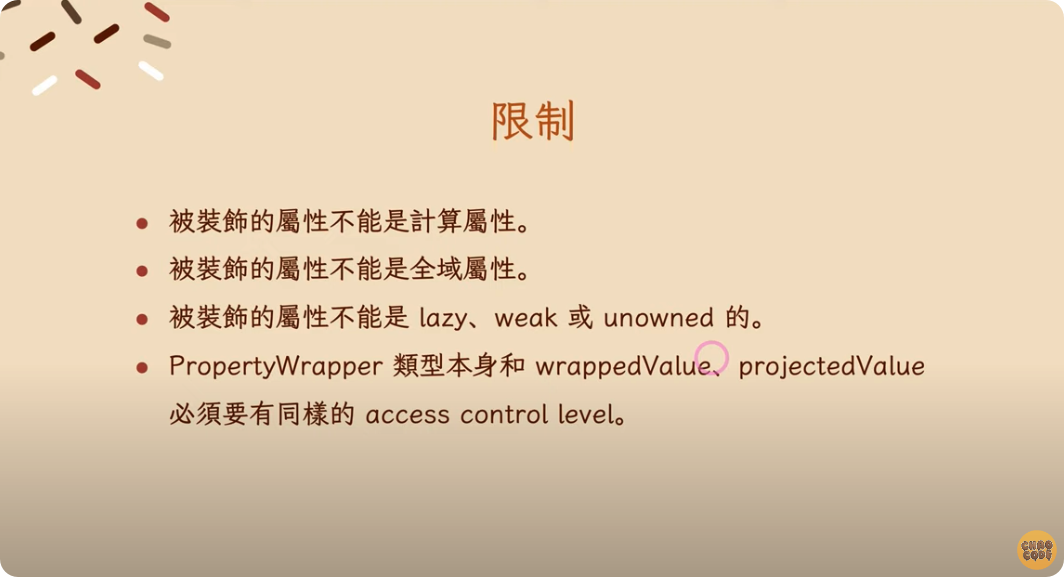 限制
被裝飾的屬性不能是計算屬性。
被裝飾的屬性不能是全域屬性。
被裝飾的屬性不能是 lazy、weak 或 unowned 的。
PropertyWrapper 類型本身和 wrappedValue、projectedValue
必須要有同樣的 access control level。
CHAO
CODE